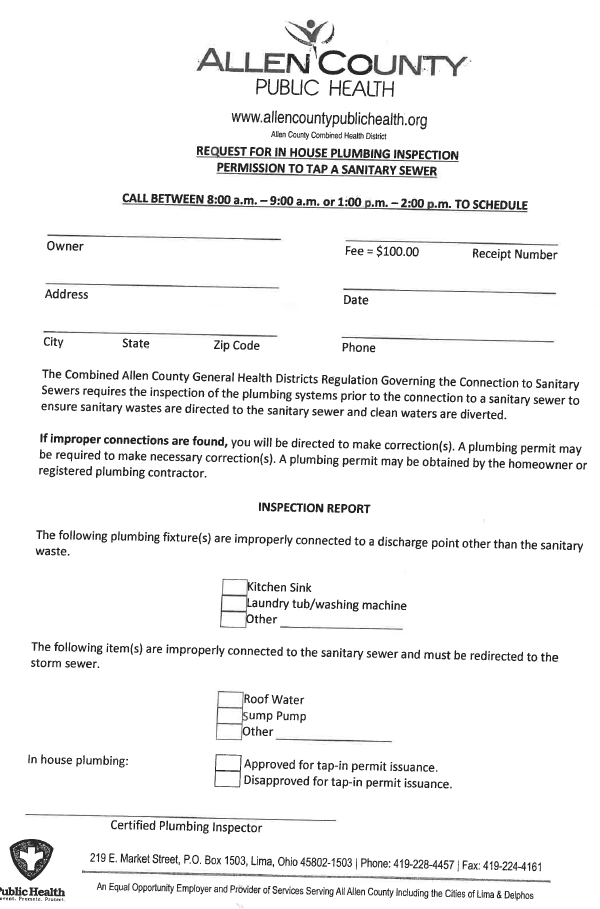 ALLEN COUNTY
PUBLIC HEALTH
www.allencountypublichealth.org
Allen County Combined Health District
REQUEST FOR IN HOUSE PLUMBING INSPECTION
PERMISSION TO TAP A SANITARY SEWER
CALL BETWEEN 8:00 a.m. – 9:00 a.m. or 1:00 p.m. – 2:00 p.m. TO SCHEDULE
Owner
Fee = $100.00 Receipt Number
Address
Date
City State Zip Code
Phone
The Combined Allen County General Health Districts Regulation Governing the Connection to Sanitary
Sewers requires the inspection of the plumbing systems prior to the connection to a sanitary sewer to
ensure sanitary wastes are directed to the sanitary sewer and clean waters are diverted.
If improper connections are found, you will be directed to make correction(s). A plumbing permit may
be required to make necessary correction(s). A plumbing permit may be obtained by the homeowner or
registered plumbing contractor.
INSPECTION REPORT
The following plumbing fixture(s) are improperly connected to a discharge point other than the sanitary
waste.
Kitchen Sink
Laundry tub/washing machine
Other
The following item(s) are improperly connected to the sanitary sewer and must be redirected to the
storm sewer.
Roof Water
Sump Pump
Other
In house plumbing:
Approved for tap-in permit issuance.
Disapproved for tap-in permit issuance.
Certified Plumbing Inspector
219 E. Market Street, P.O. Box 1503, Lima, Ohio 45802-1503 | Phone: 419-228-4457 | Fax: 419-224-4161
An Equal Opportunity Employer and Provider of Services Serving All Allen County Including the Cities of Lima & Delphos
Public Health
Prevent. Promote. Protect.